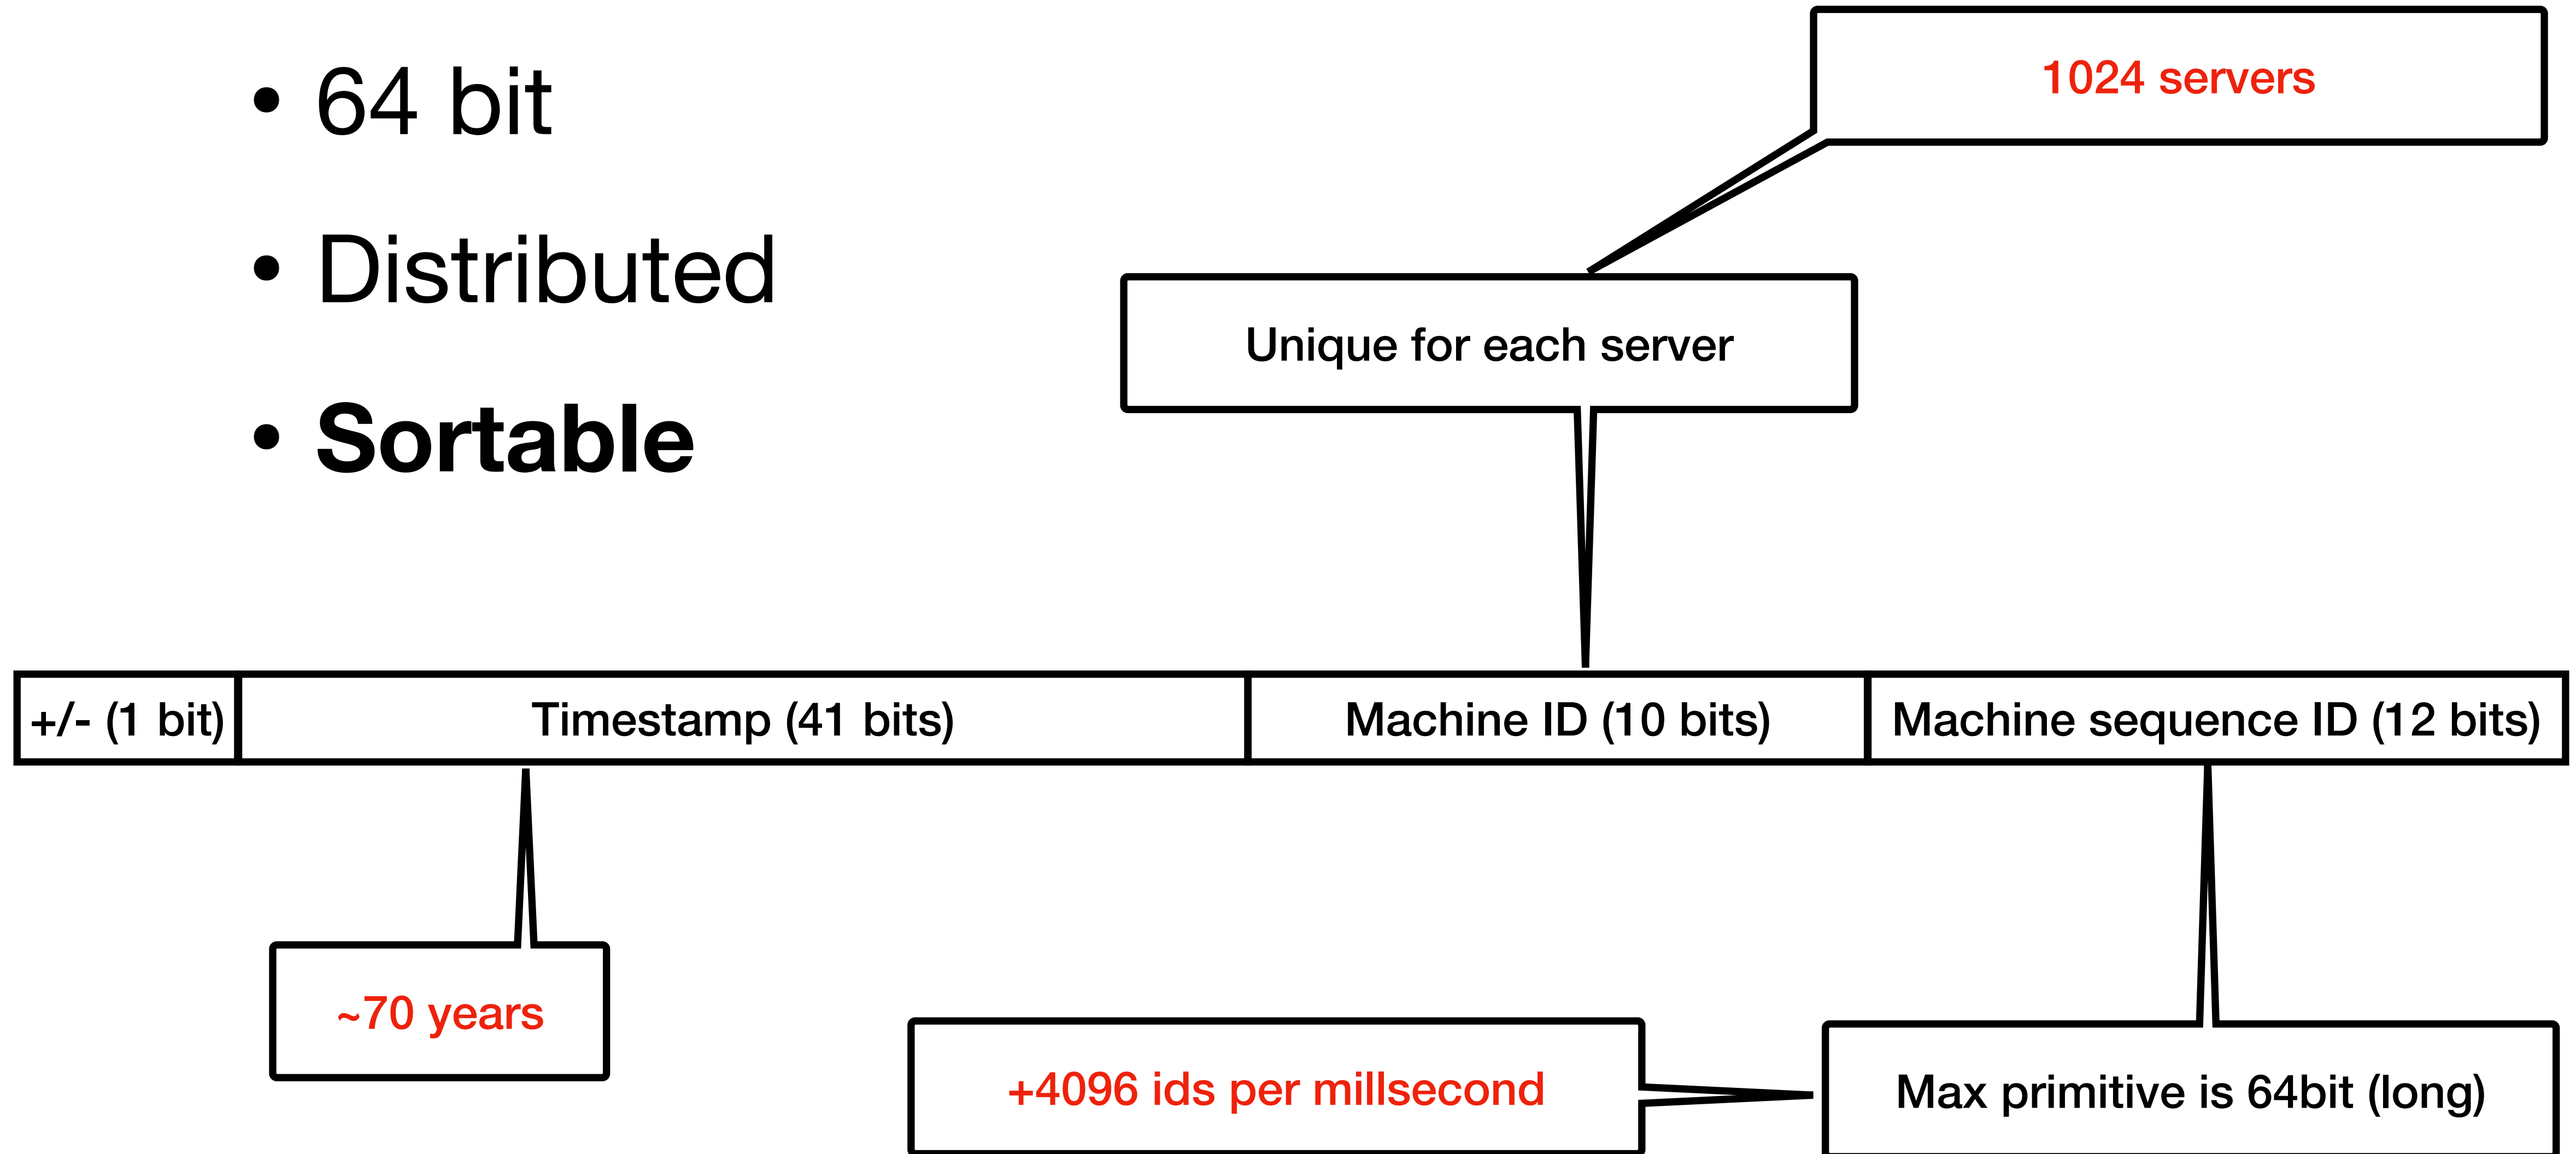 • 64 bit
• Distributed
• Sortable
1024 servers
Unique for each server
+/- (1 bit)
Timestamp (41 bits)
Machine ID (10 bits)
Machine sequence ID (12 bits)
~70 years
+4096 ids per millsecond
Max primitive is 64bit (long)